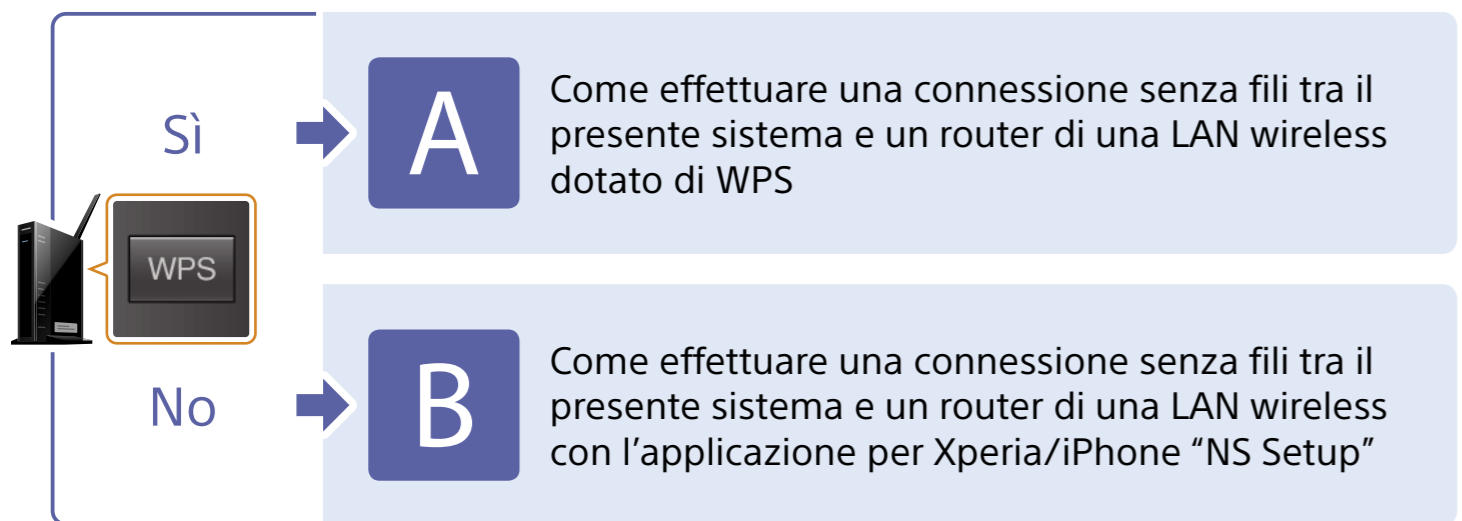 Sì
A
Come effettuare una connessione senza fili tra il
presente sistema e un router di una LAN wireless
dotato di WPS
WPS
No
B
Come effettuare una connessione senza fili tra il
presente sistema e un router di una LAN wireless
con l’applicazione per Xperia/iPhone “NS Setup”